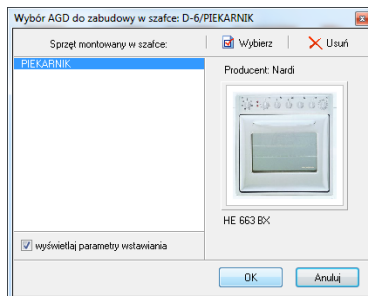 Wybór AGD do zabudowy w szafce: D-6/PIEKARNIK
Sprzęt montowany w szafce:
Wybierz
Usuń
PIEKARNIK
Producent: Nardi
HE 663 BX
wyświetlaj parametry wstawiania
OK
Anuluj